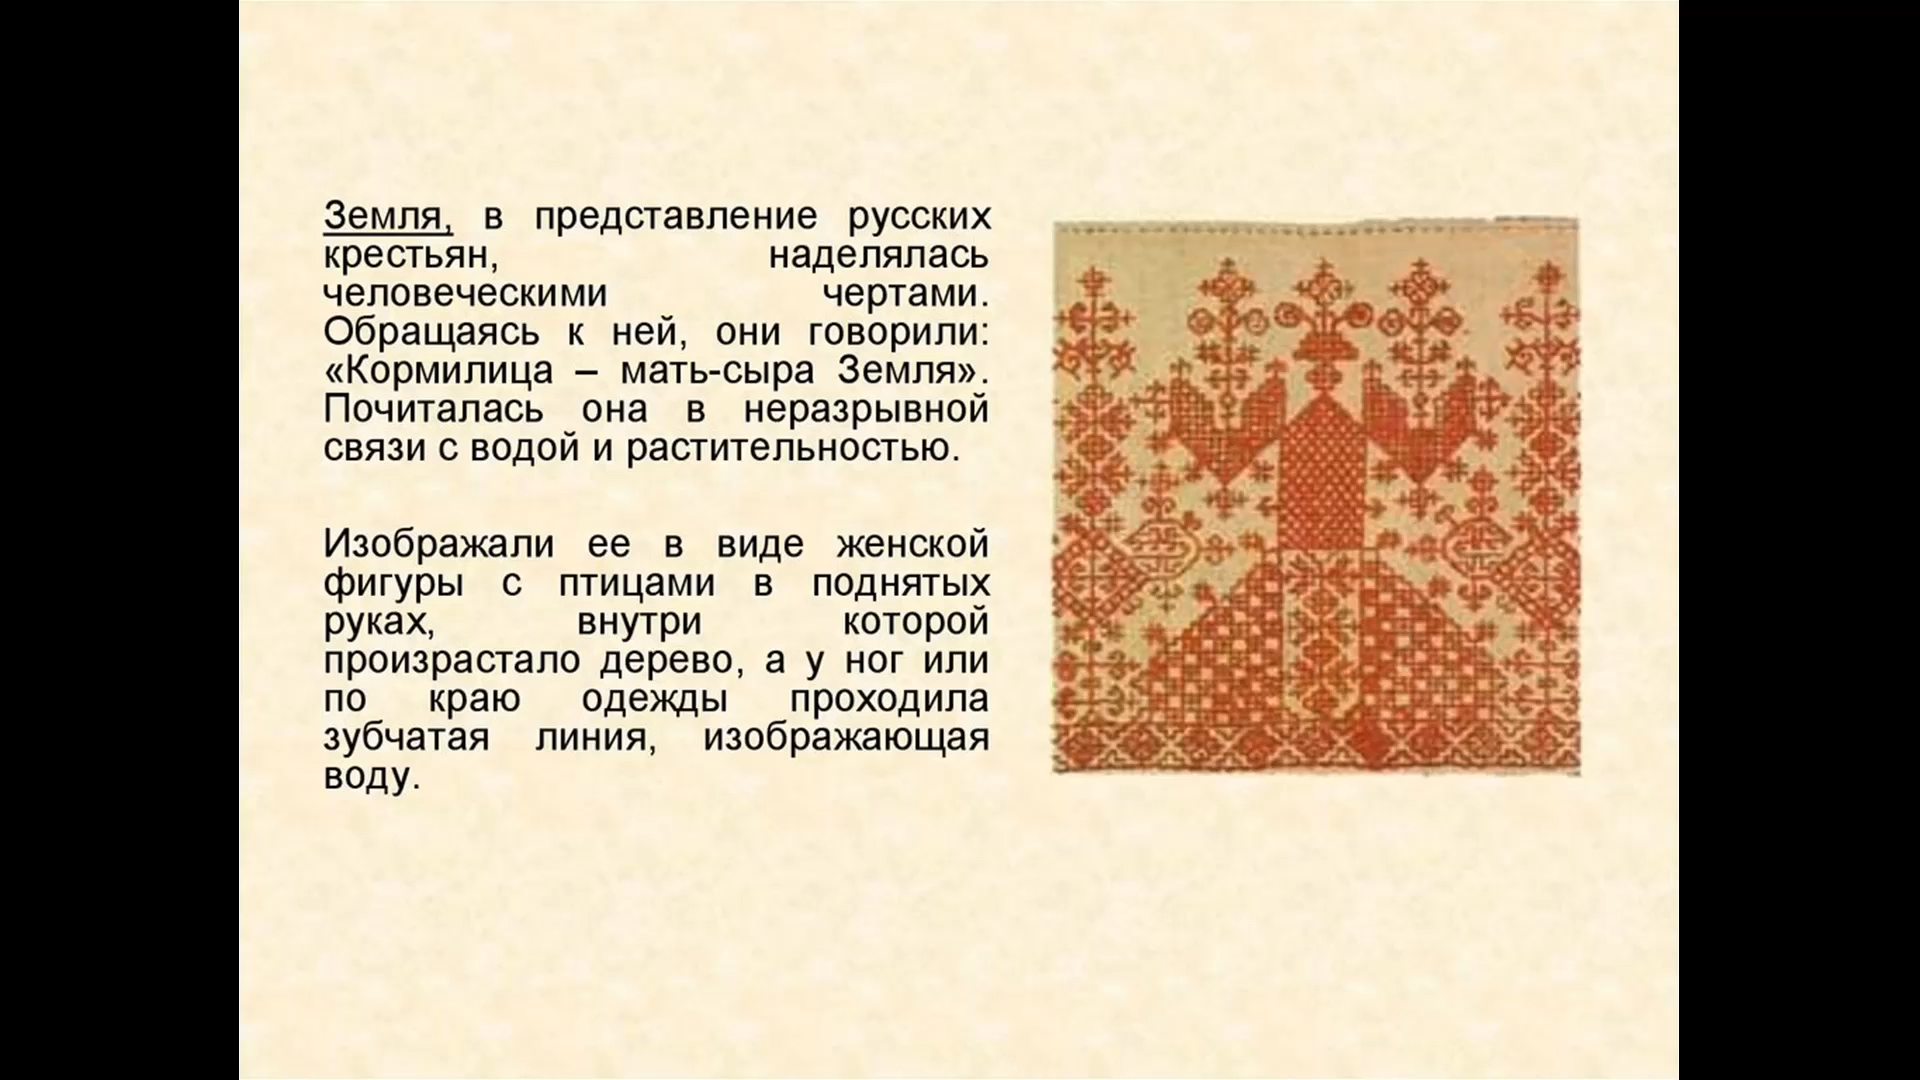 Земля, в представление русских
крестьян, наделялась
человеческими чертами.
Обращаясь к ней, они говорили:
«Кормилица – мать-сыра Земля».
Почиталась она в неразрывной
связи с водой и растительностью.
Изображали ее в виде женской
фигуры с птицами в поднятых
руках, внутри которой
произрастало дерево, а у ног или
по краю одежды проходила
зубчатая линия, изображающая
воду.